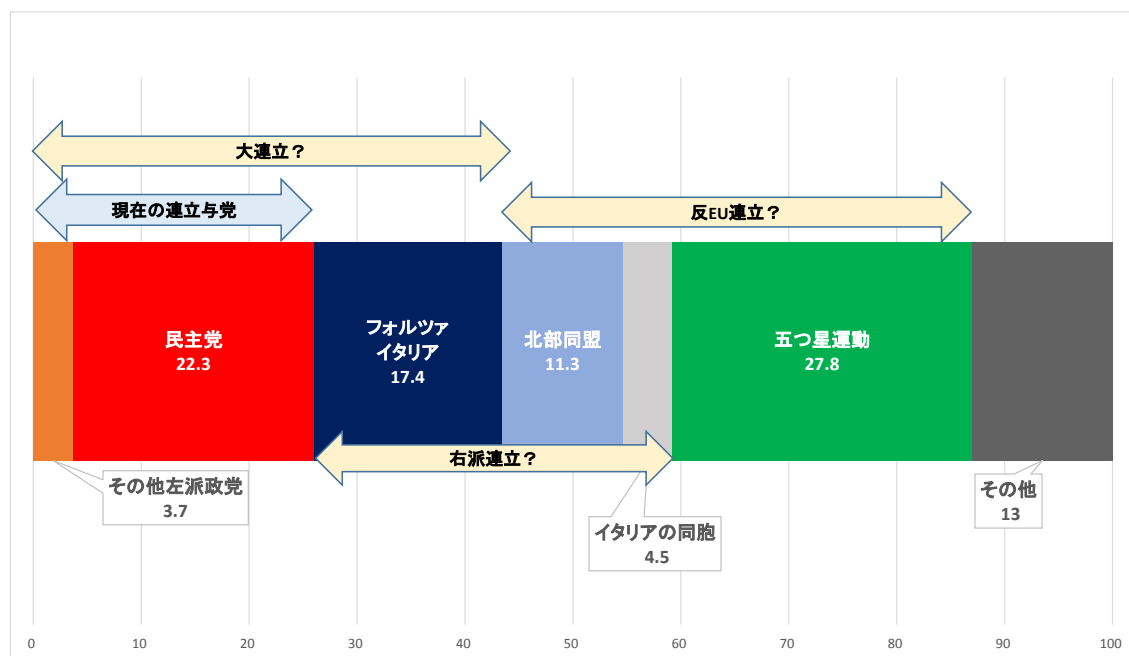 大連立？
現在の連立与党
反EU連立？
民主党
22.3
フォルツァ
イタリア
17.4
北部同盟
11.3
五つ星運動
27.8
右派連立？
その他左派政党
3.7
イタリアの同胞
4.5
その他
13
0 10 20 30 40 50 60 70 80 90 100